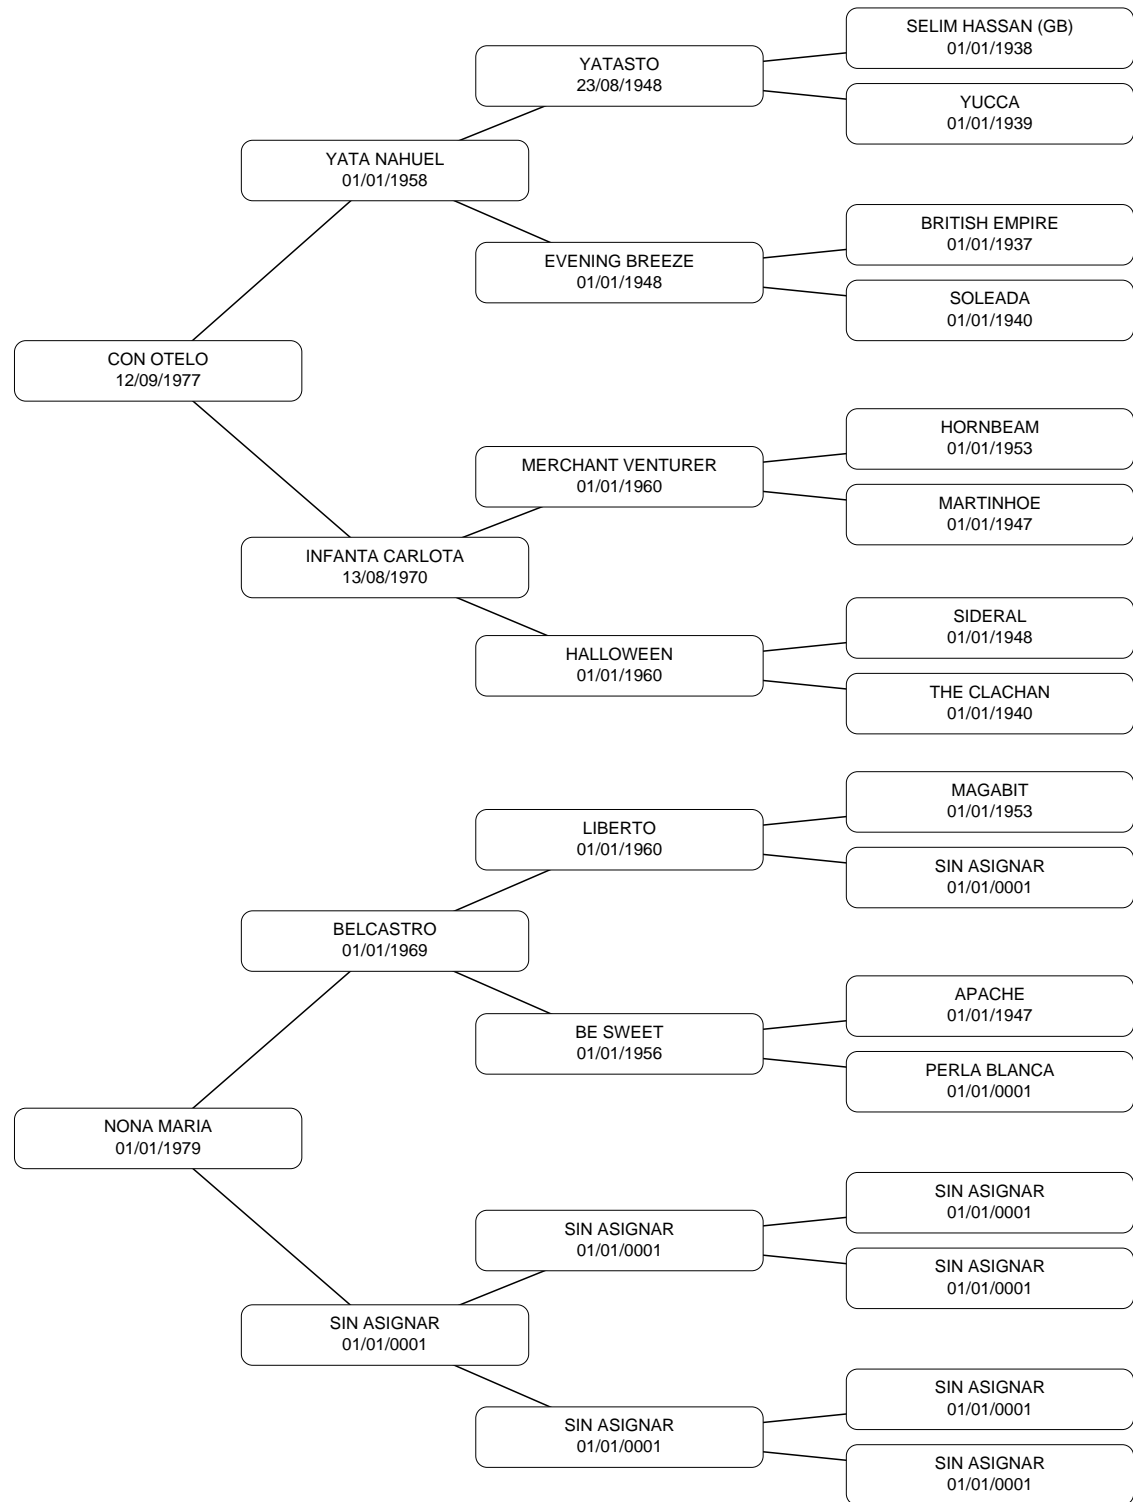 SELIM HASSAN (GB)
01/01/1938
YATASTO
23/08/1948
YUCCA
01/01/1939
YATA NAHUEL
01/01/1958
BRITISH EMPIRE
01/01/1937
EVENING BREEZE
01/01/1948
SOLEADA
01/01/1940
CON OTELO
12/09/1977
HORNBEAM
01/01/1953
MERCHANT VENTURER
01/01/1960
MARTINHOE
01/01/1947
INFANTA CARLOTA
13/08/1970
SIDERAL
01/01/1948
HALLOWEEN
01/01/1960
THE CLACHAN
01/01/1940
MAGABIT
01/01/1953
LIBERTO
01/01/1960
SIN ASIGNAR
01/01/0001
BELCASTRO
01/01/1969
APACHE
01/01/1947
BE SWEET
01/01/1956
PERLA BLANCA
01/01/0001
NONA MARIA
01/01/1979
SIN ASIGNAR
01/01/0001
SIN ASIGNAR
01/01/0001
SIN ASIGNAR
01/01/0001
SIN ASIGNAR
01/01/0001
SIN ASIGNAR
01/01/0001
SIN ASIGNAR
01/01/0001
SIN ASIGNAR
01/01/0001